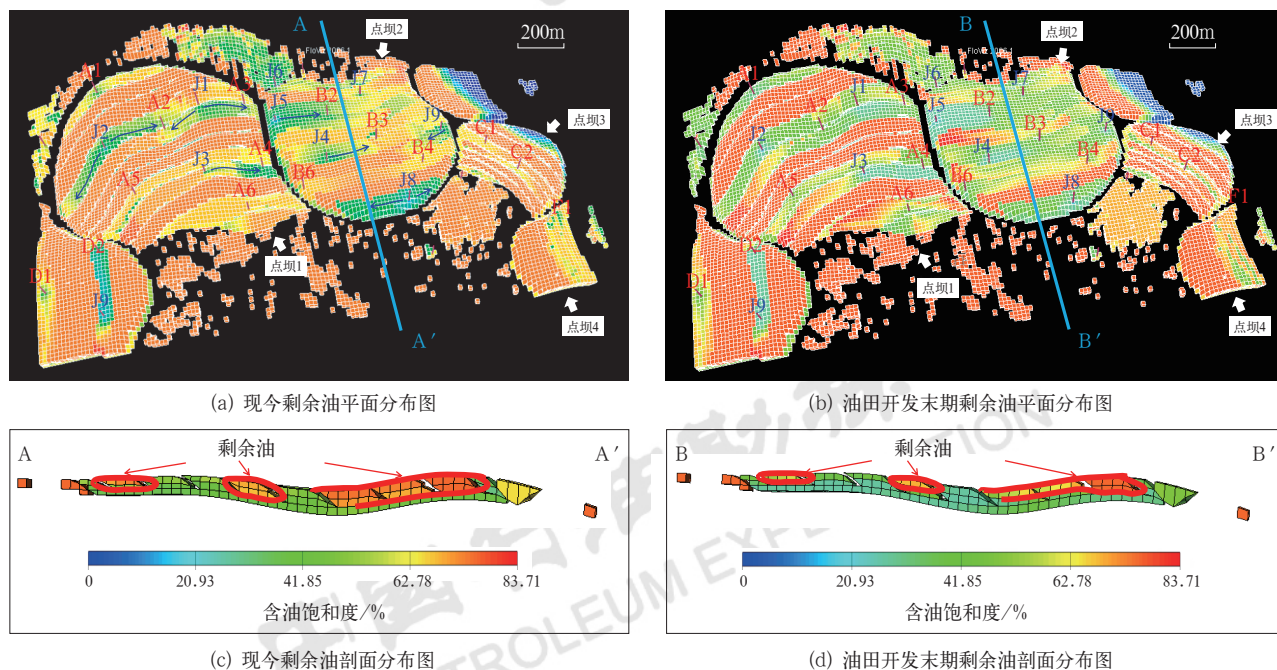 A
点坝2
200m
FloViz 2006.1
A1
J1
A3
J6
J7
A2
J5
B2
J2
B3
J9
C1
点坝3
J4
A4
B4
C2
J3
A5
A6
B6
J8
F1
点坝1
D2
D1
J9
点坝4
A′
(a) 现今剩余油平面分布图
B
点坝2
200m
A1
J1
A3
J6
J7
A2
J5
B2
J2
B3
J9
C1
点坝3
J4
A4
B4
C2
J3
A5
A6
B6
J8
F1
点坝1
D2
D1
J9
点坝4
B′
(b) 油田开发末期剩余油平面分布图
A
剩余油
A′
0 20.93 41.85 62.78 83.71
含油饱和度/%
(c) 现今剩余油剖面分布图
B
剩余油
B′
0 20.93 41.85 62.78 83.71
含油饱和度/%
(d) 油田开发末期剩余油剖面分布图